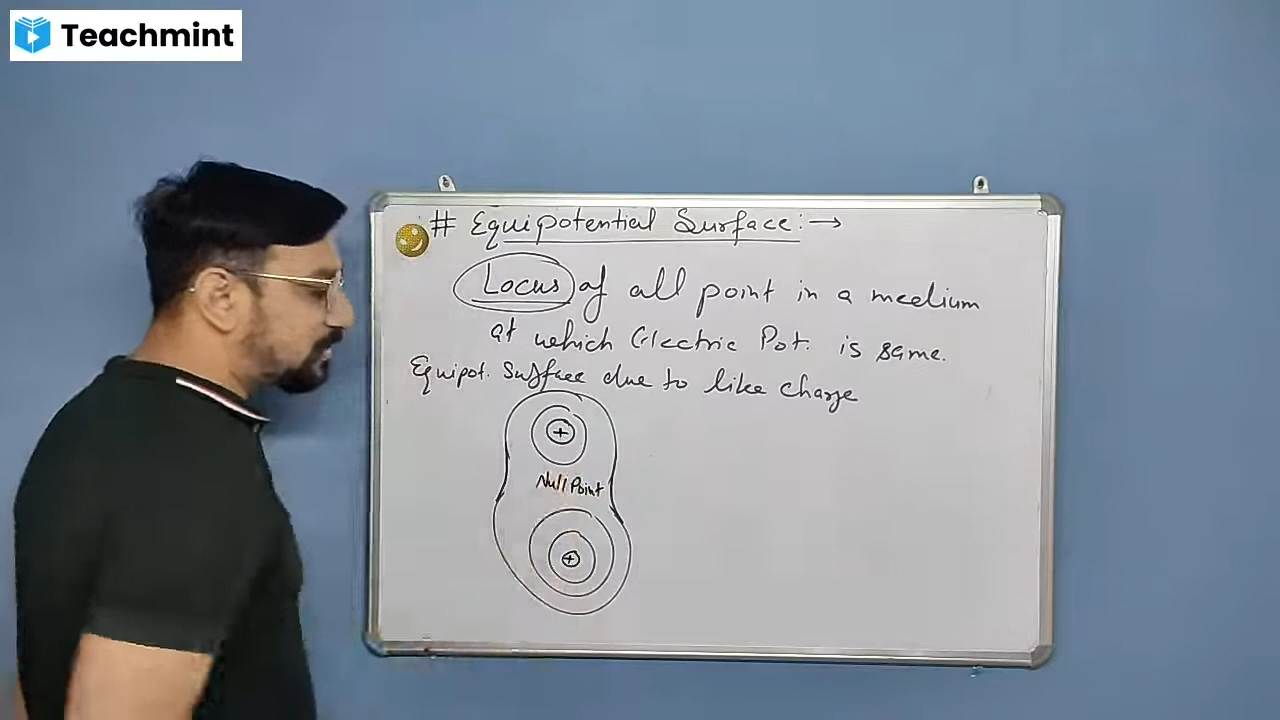 Teachmint
# Equipotential Surface:→
Locus of all point in a medium
at which Electric Pot. is same.
Equipot. Surface due to like charge
+
Null Point
+